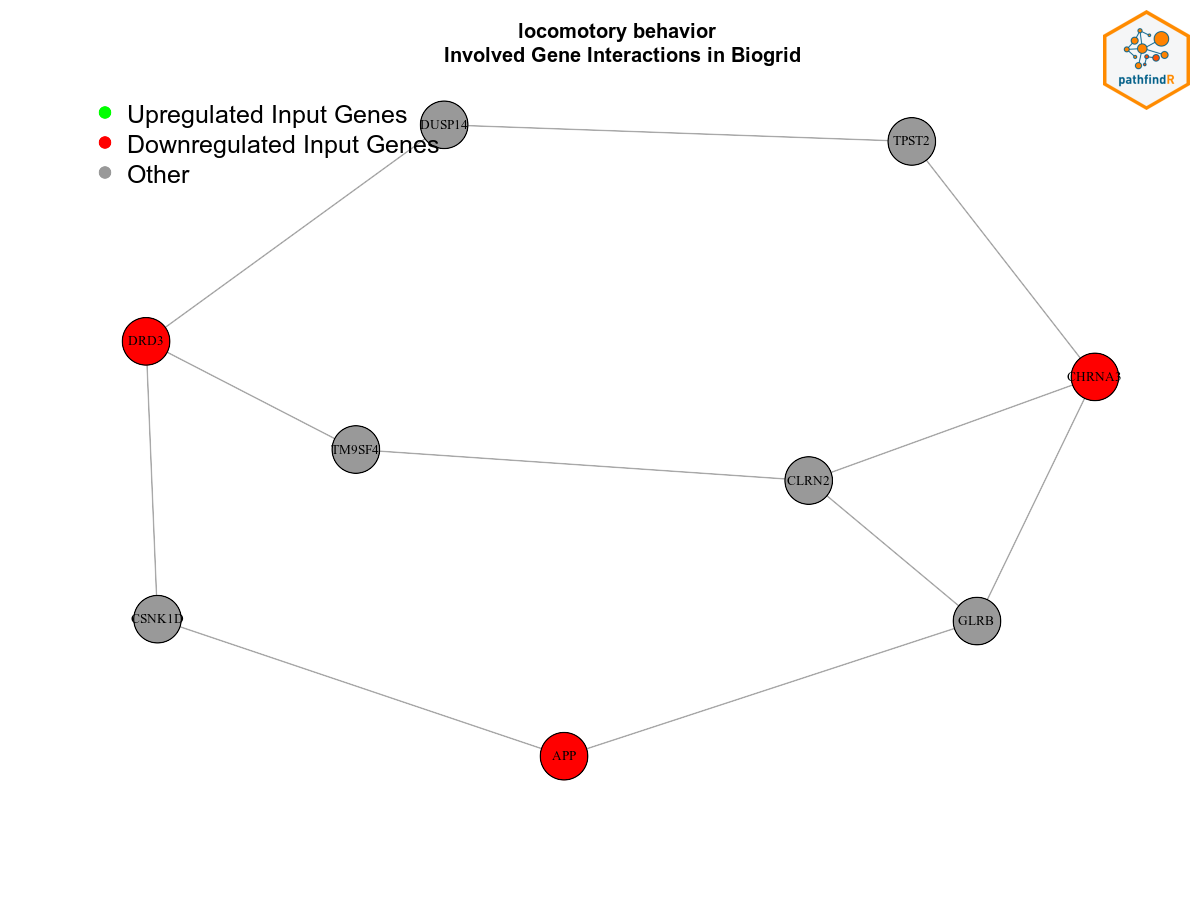 locomotory behavior
Involved Gene Interactions in Biogrid
pathfindR
Upregulated Input Genes
Downregulated Input Genes
Other
DUSP14
TPST2
DRD3
CHRNA3
TM9SF4
CLRN2
CSNK1D
GLRB
APP